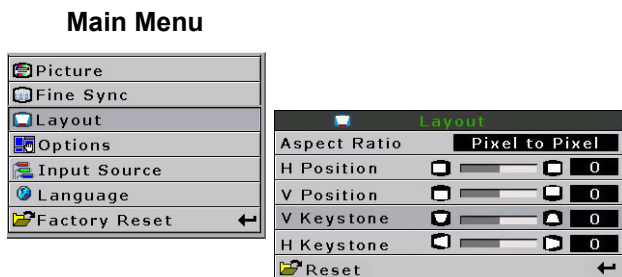 Main Menu
Picture
Fine Sync
Layout
Options
Input Source
Language
Factory Reset
Layout
Aspect Ratio Pixel to Pixel
H Position 0
V Position 0
V Keystone 0
H Keystone 0
Reset